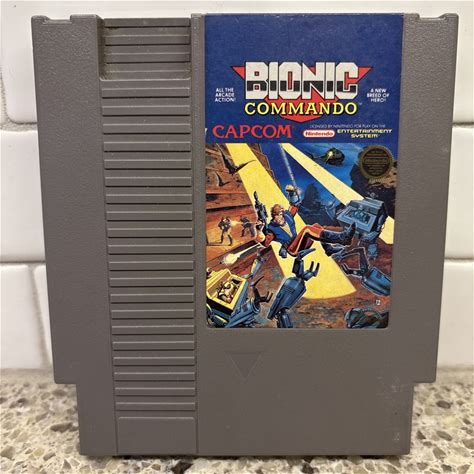 BIONIC
COMMANDO
ALL THE
ARCADE
ACTION!
A NEW
BREED OF
HERO!
LICENSED BY NINTENDO FOR PLAY ON THE
CAPCOM
Nintendo
ENTERTAINMENT
SYSTEM